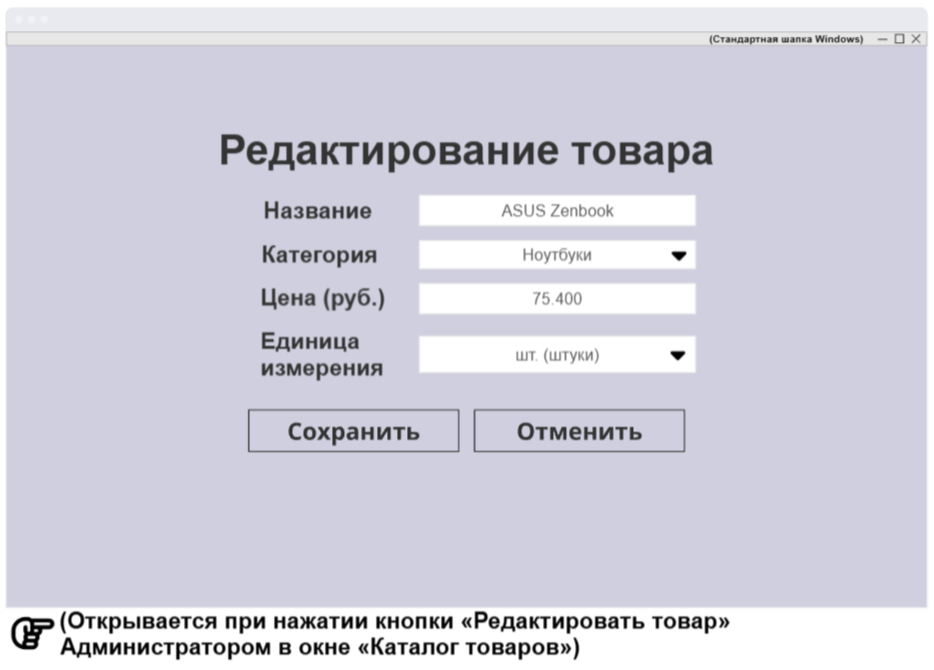 (Стандартная шапка Windows)
Редактирование товара
Название
ASUS Zenbook
Категория
Ноутбуки
Цена (руб.)
75.400
Единица
измерения
шт. (штуки)
Сохранить
Отменить
(Открывается при нажатии кнопки «Редактировать товар»
Администратором в окне «Каталог товаров»)